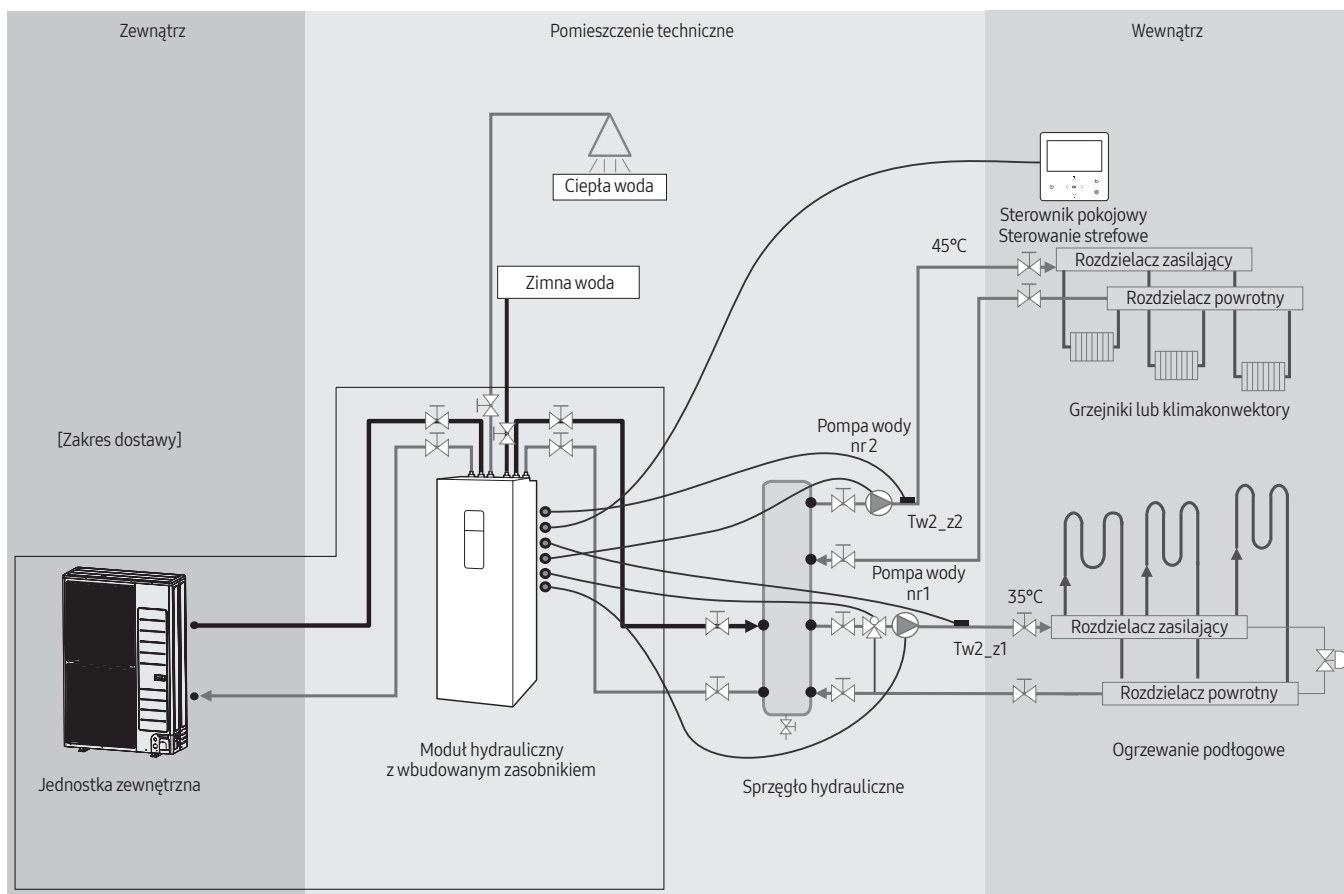 Zewnątrz
Pomieszczenie techniczne
Wewnątrz
Ciepła woda
Sterownik pokojowy
Sterowanie strefowe
45°C
Rozdzielacz zasilający
Zimna woda
Rozdzielacz powrotny
Grzejniki lub klimakonwektory
[Zakres dostawy]
Pompa wody
nr 2
Tw2_z2
Pompa wody
nr1
35°C
Rozdzielacz zasilający
Tw2_z1
Rozdzielacz powrotny
Moduł hydrauliczny
z wbudowanym zasobnikiem
Ogrzewanie podłogowe
Jednostka zewnętrzna
Sprzęgło hydrauliczne